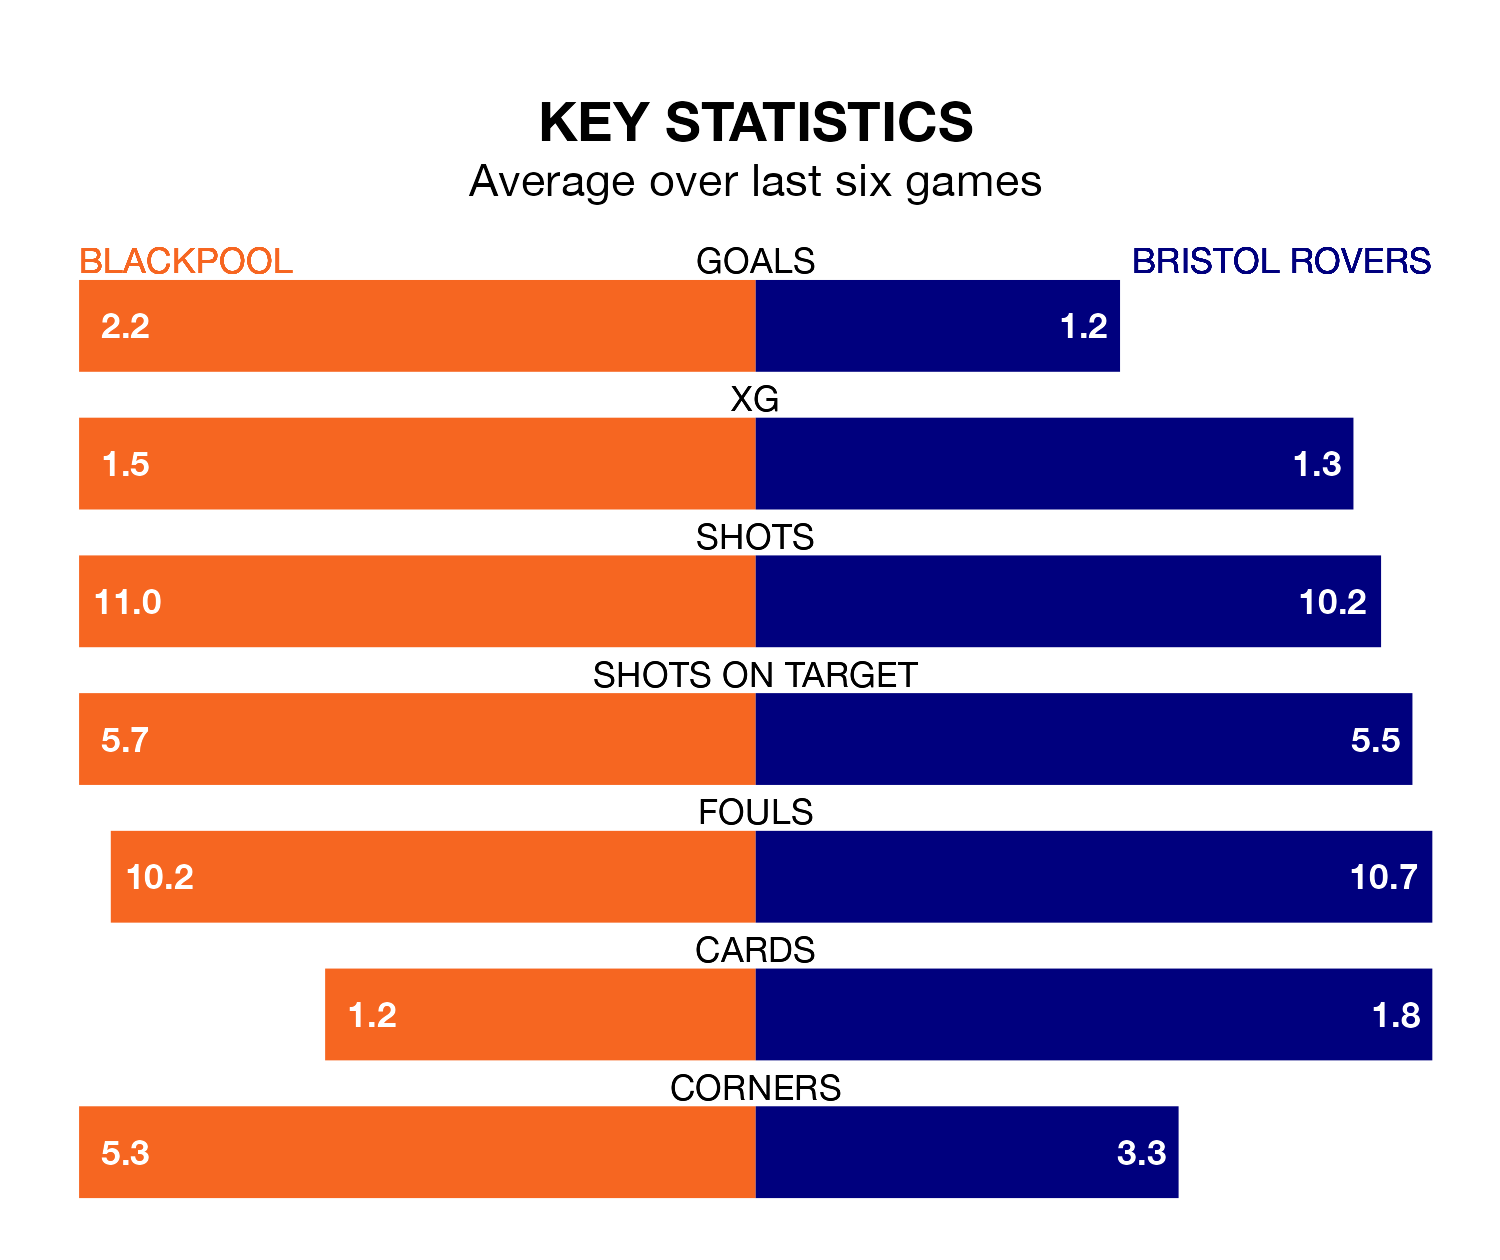 KEY STATISTICS
Average over last six games
BLACKPOOL GOALS BRISTOL ROVERS
2.2 1.2
XG
1.5 1.3
SHOTS
11.0 10.2
SHOTS ON TARGET
5.7 5.5
FOULS
10.2 10.7
CARDS
1.2 1.8
CORNERS
5.3 3.3